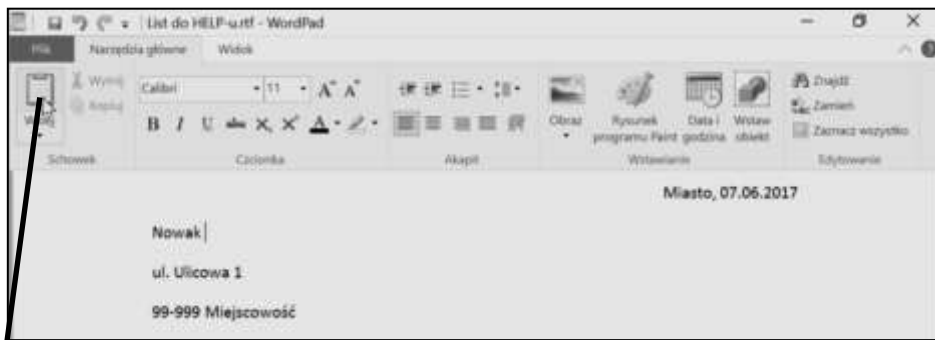 List do HELP-u.rtf - WordPad
Plik Narzędzia główne Widok
Wytnij
Kopiuj
Wklej
Calibri 11
B I U abc X X A
Obraz
Rysunek programu Paint
Data i godzina
Wstaw obiekt
Znajdź
Zamień
Zaznacz wszystko
Schowek Czcionka Akapit Wstawianie Edytowanie
Miasto, 07.06.2017
Nowak
ul. Ulicowa 1
99-999 Miejscowość